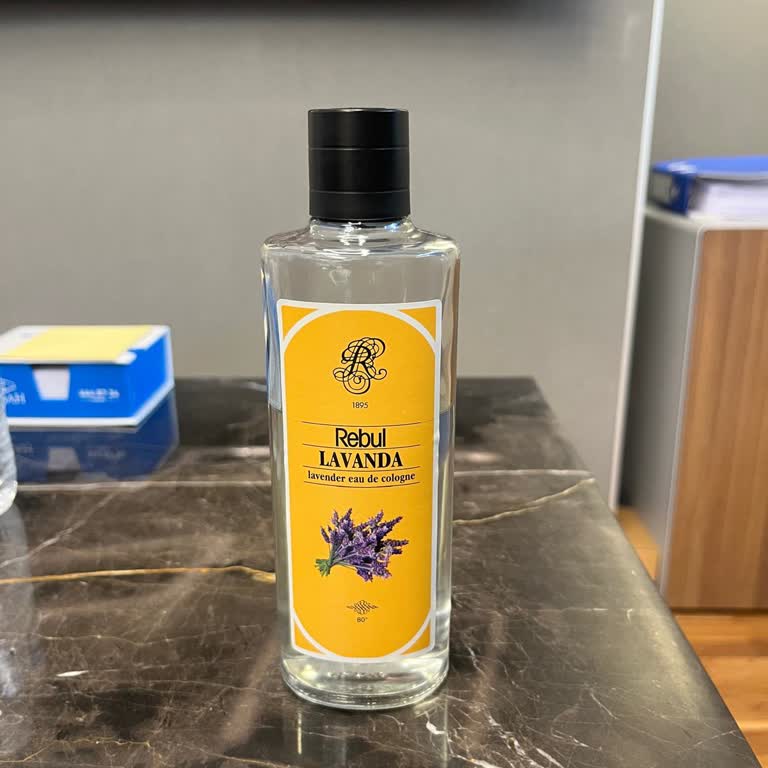 R
1895
Rebul
LAVANDA
lavender eau de cologne
80°